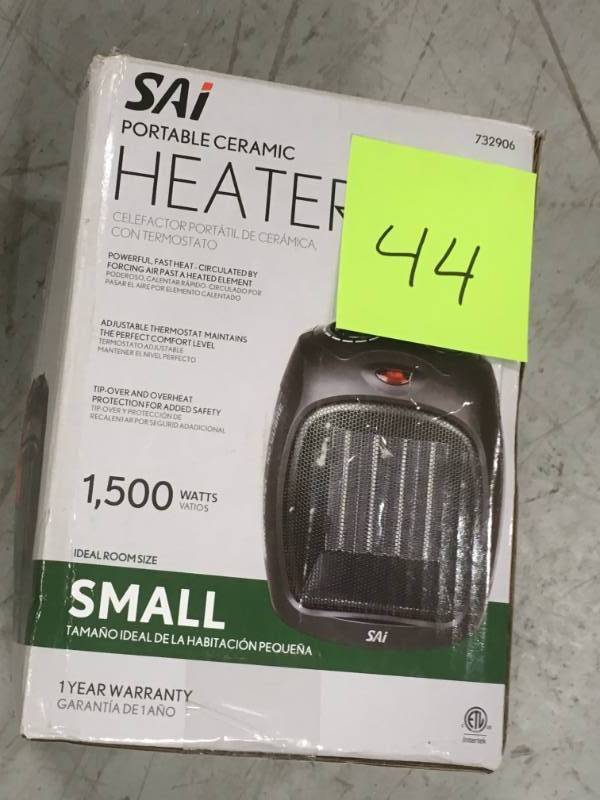 SAi
732906
PORTABLE CERAMIC
HEATER
44
CELEFACTOR PORTÁTIL DE CERÁMICA,
CON TERMOSTATO
POWERFUL, FAST HEAT - CIRCULATED BY
FORCING AIR PAST A HEATED ELEMENT
PODEROSO, CALENTAR RÁPIDO - CIRCULADO POR
PASAR EL AIRE POR ELEMENTO CALENTADO
ADJUSTABLE THERMOSTAT MAINTAINS
THE PERFECT COMFORT LEVEL
TERMOSTATO ADJUSTABLE
MANTENER EL NIVEL PERFECTO
TIP-OVER AND OVERHEAT
PROTECTION FOR ADDED SAFETY
TIP-OVER Y PROTECCIÓN DE
RECALENTAR POR SEGURID ADADICIONAL
1,500 WATTS
VATIOS
IDEAL ROOM SIZE
SMALL
TAMAÑO IDEAL DE LA HABITACIÓN PEQUEÑA
SAi
1 YEAR WARRANTY
GARANTÍA DE 1 AÑO
ETL
Intertek